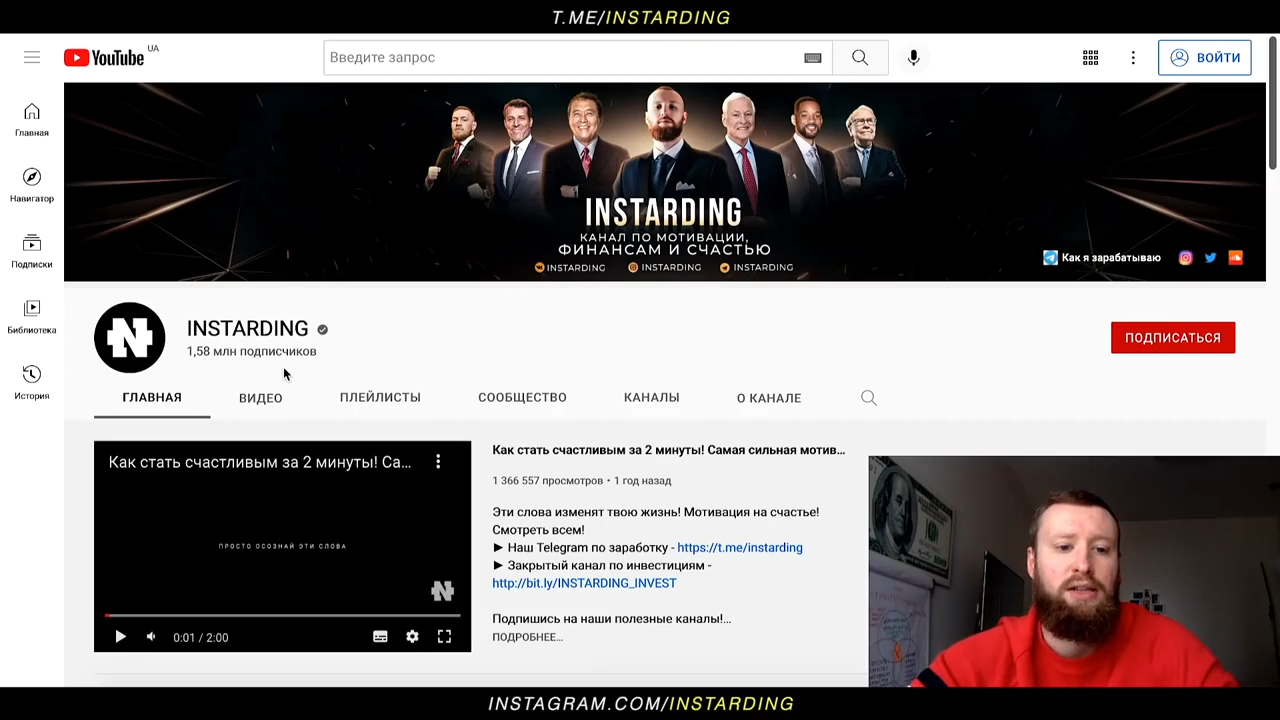 T.ME/INSTARDING
YouTube
UA
Введите запрос
ВОЙТИ
Главная
Навигатор
Подписки
Библиотека
История
INSTARDING
КАНАЛ ПО МОТИВАЦИИ,
ФИНАНСАМ И СЧАСТЬЮ
INSTARDING INSTARDING INSTARDING
Как я зарабатываю
INSTARDING
1,58 млн подписчиков
ПОДПИСАТЬСЯ
ГЛАВНАЯ ВИДЕО ПЛЕЙЛИСТЫ СООБЩЕСТВО КАНАЛЫ О КАНАЛЕ
Как стать счастливым за 2 минуты! Са...
ПРОСТО ОСОЗНАЙ ЭТИ СЛОВА
N
0:01 / 2:00
Как стать счастливым за 2 минуты! Самая сильная мотив...
1 366 557 просмотров • 1 год назад
Эти слова изменят твою жизнь! Мотивация на счастье!
Смотреть всем!
► Наш Telegram по заработку - https://t.me/instarding
► Закрытый канал по инвестициям -
http://bit.ly/INSTARDING_INVEST
Подпишись на наши полезные каналы!...
ПОДРОБНЕЕ...
INSTAGRAM.COM/INSTARDING